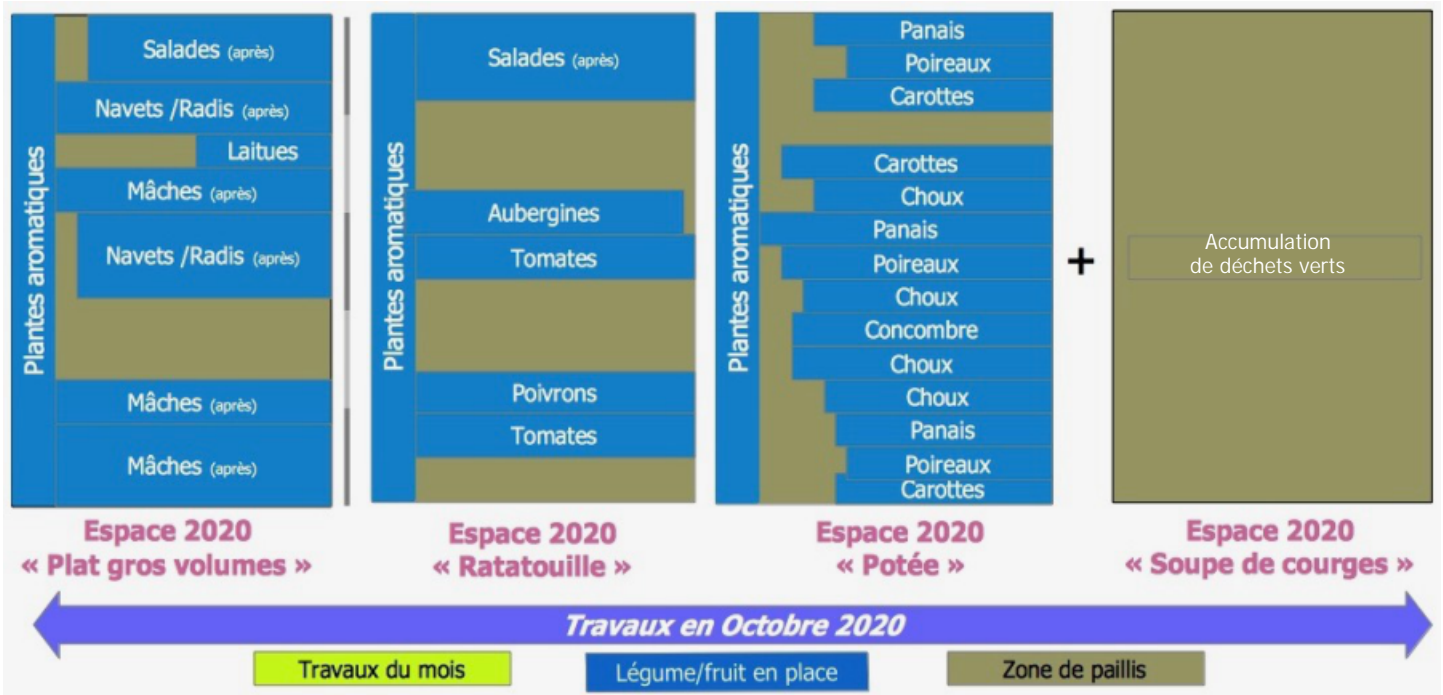 Plantes aromatiques
Salades (après)
Navets /Radis (après)
Laitues
Mâches (après)
Navets /Radis (après)
Mâches (après)
Mâches (après)
Espace 2020
« Plat gros volumes »
Plantes aromatiques
Salades (après)
Aubergines
Tomates
Poivrons
Tomates
Espace 2020
« Ratatouille »
Plantes aromatiques
Panais
Poireaux
Carottes
Carottes
Choux
Panais
Poireaux
Choux
Concombre
Choux
Choux
Panais
Poireaux
Carottes
Espace 2020
« Potée »
+
Accumulation
de déchets verts
Espace 2020
« Soupe de courges »
Travaux en Octobre 2020
Travaux du mois
Légume/fruit en place
Zone de paillis